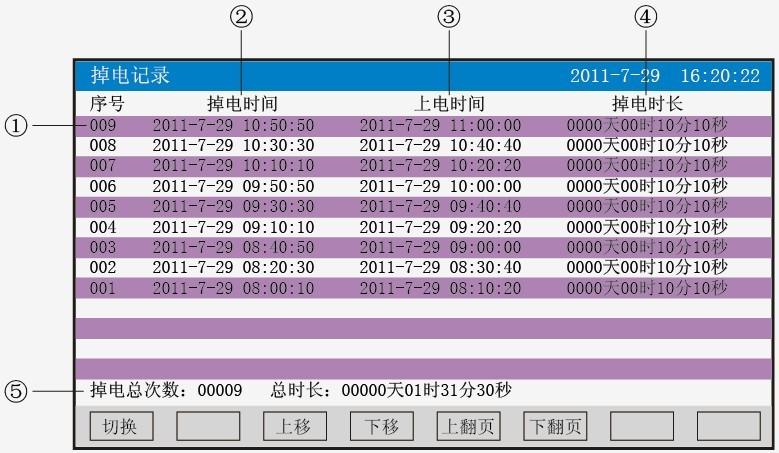 ② ③ ④
掉电记录 2011-7-29 16:20:22
序号 掉电时间 上电时间 掉电时长
① 009 2011-7-29 10:50:50 2011-7-29 11:00:00 0000天00时10分10秒
008 2011-7-29 10:30:30 2011-7-29 10:40:40 0000天00时10分10秒
007 2011-7-29 10:10:10 2011-7-29 10:20:20 0000天00时10分10秒
006 2011-7-29 09:50:50 2011-7-29 10:00:00 0000天00时10分10秒
005 2011-7-29 09:30:30 2011-7-29 09:40:40 0000天00时10分10秒
004 2011-7-29 09:10:10 2011-7-29 09:20:20 0000天00时10分10秒
003 2011-7-29 08:40:50 2011-7-29 09:00:00 0000天00时10分10秒
002 2011-7-29 08:20:30 2011-7-29 08:30:40 0000天00时10分10秒
001 2011-7-29 08:00:10 2011-7-29 08:10:20 0000天00时10分10秒
⑤ 掉电总次数：00009 总时长：00000天01时31分30秒
切换 上移 下移 上翻页 下翻页